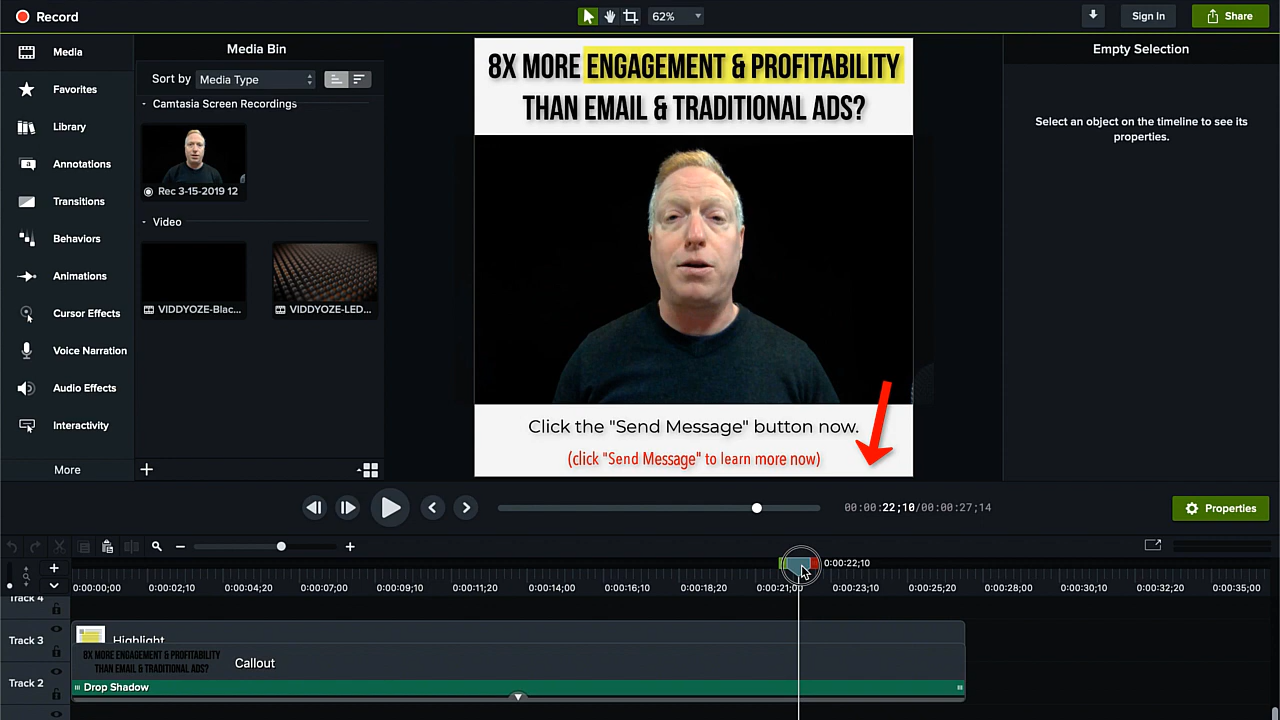 Record
62%
Sign In
Share
Media
Favorites
Library
Annotations
Transitions
Behaviors
Animations
Cursor Effects
Voice Narration
Audio Effects
Interactivity
More
Media Bin
Sort by Media Type
Camtasia Screen Recordings
Rec 3-15-2019 12
Video
VIDDYOZE-Blac...
VIDDYOZE-LED...
8X MORE ENGAGEMENT & PROFITABILITY
THAN EMAIL & TRADITIONAL ADS?
Click the "Send Message" button now.
(click "Send Message" to learn more now)
Empty Selection
Select an object on the timeline to see its
properties.
00:00:22;10/00:00:27;14
Properties
0:00:22;10
0:00:00;00 0:00:02;10 0:00:04;20 0:00:07;00 0:00:09;10 0:00:11;20 0:00:14;00 0:00:16;10 0:00:18;20 0:00:21;00 0:00:23;10 0:00:25;20 0:00:28;00 0:00:30;10 0:00:32;20 0:00:35;00
Track 4
Track 3
Highlight
8X MORE ENGAGEMENT & PROFITABILITY
THAN EMAIL & TRADITIONAL ADS?
Callout
Track 2
Drop Shadow